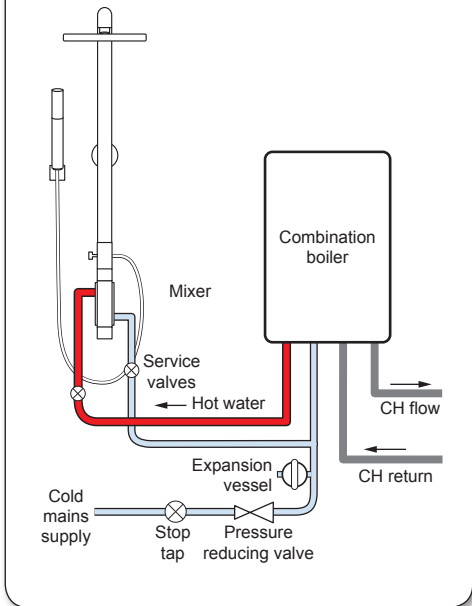 Combination
boiler
Mixer
Service
valves
Hot water
CH flow
CH return
Expansion
vessel
Cold
mains
supply
Stop
tap
Pressure
reducing valve